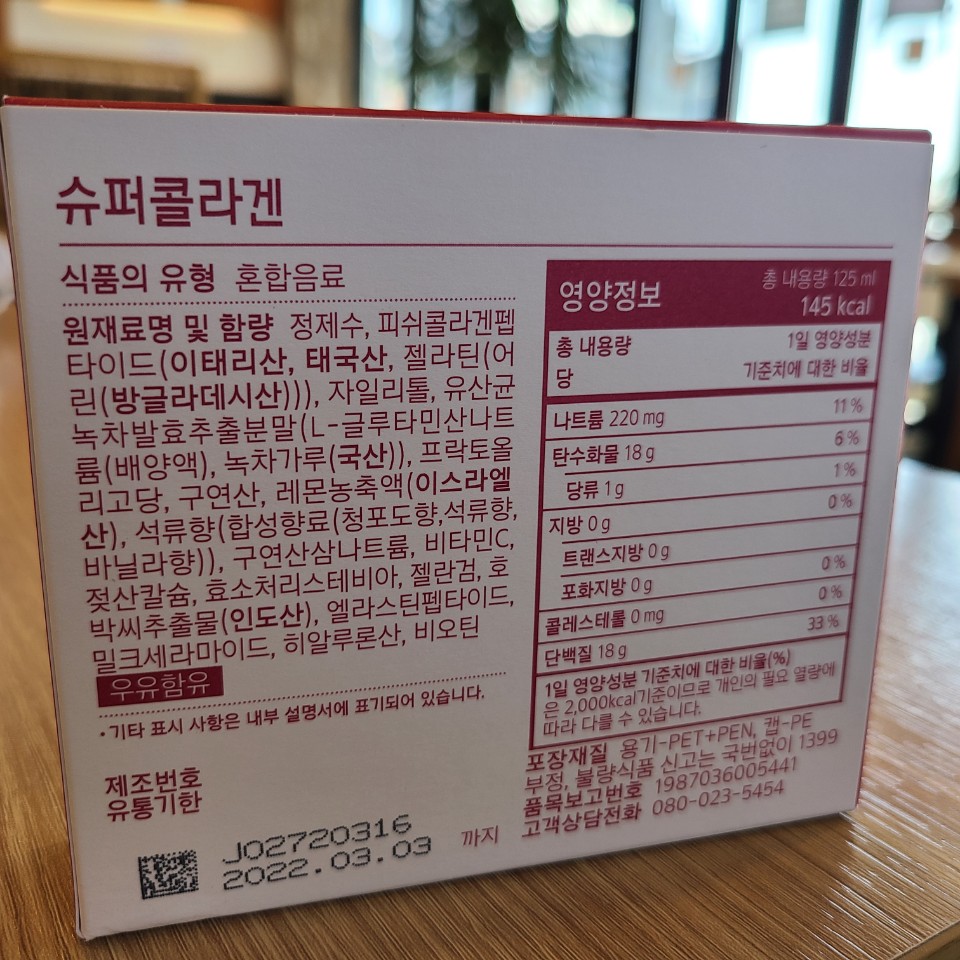 슈퍼콜라겐
식품의 유형 혼합음료
원재료명 및 함량 정제수, 피쉬콜라겐펩
타이드(이태리산, 태국산, 젤라틴(어
린(방글라데시산))), 자일리톨, 유산균
녹차발효추출분말(L-글루타민산나트
륨(배양액), 녹차가루(국산)), 프락토올
리고당, 구연산, 레몬농축액(이스라엘
산), 석류향(합성향료(청포도향,석류향,
바닐라향)), 구연산삼나트륨, 비타민C,
젖산칼슘, 효소처리스테비아, 젤란검, 호
박씨추출물(인도산), 엘라스틴펩타이드,
밀크세라마이드, 히알루론산, 비오틴
우유함유
•기타 표시 사항은 내부 설명서에 표기되어 있습니다.
제조번호
유통기한
J02720316
2022.03.03 까지
영양정보
총 내용량 125 ml
145 kcal
총 내용량
당
1일 영양성분
기준치에 대한 비율
나트륨 220 mg 11 %
탄수화물 18 g 6 %
당류 1 g 1 %
지방 0 g 0 %
트랜스지방 0 g
포화지방 0 g 0 %
콜레스테롤 0 mg 0 %
단백질 18 g 33 %
1일 영양성분 기준치에 대한 비율(%)
은 2,000kcal기준이므로 개인의 필요 열량에
따라 다를 수 있습니다.
포장재질 용기-PET+PEN, 캡-PE
부정, 불량식품 신고는 국번없이 1399
품목보고번호 1987036005441
고객상담전화 080-023-5454